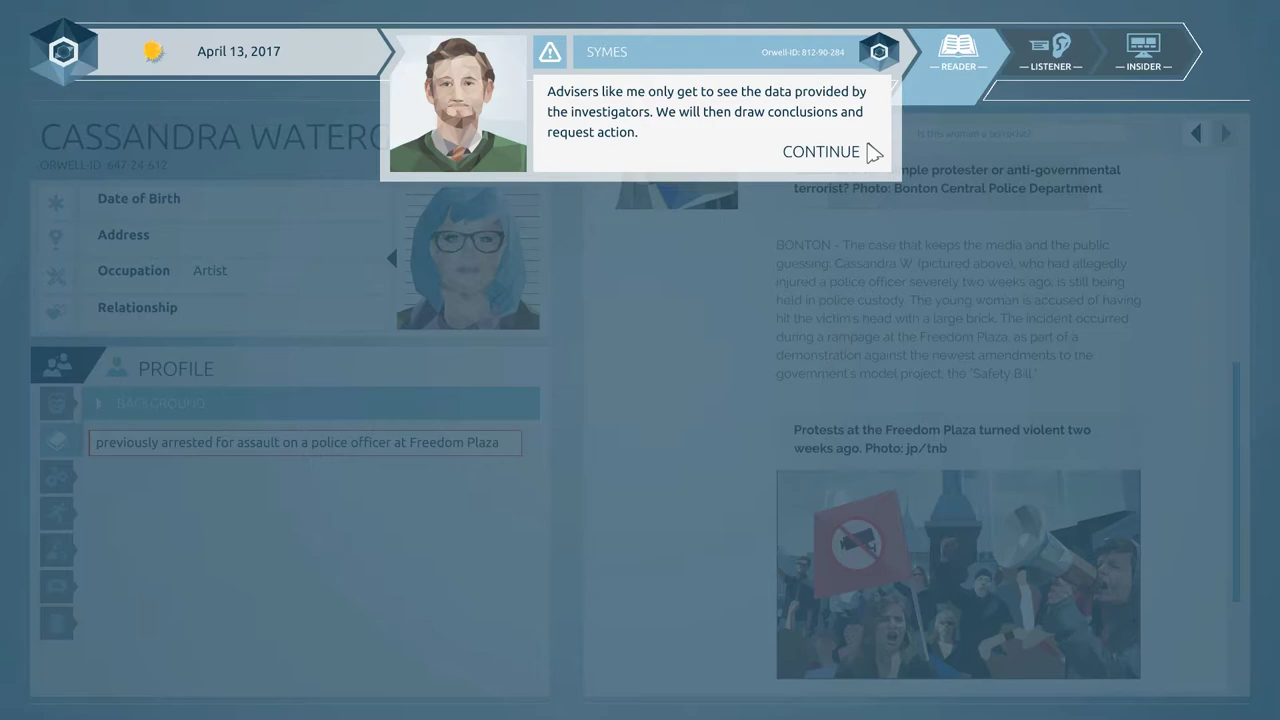 April 13, 2017
SYMES
Orwell-ID: 812-90-284
Advisers like me only get to see the data provided by
the investigators. We will then draw conclusions and
request action.
CONTINUE
— READER —
— LISTENER —
— INSIDER —
CASSANDRA WATERG
ORWELL-ID 647-24-612
Date of Birth
Address
Occupation Artist
Relationship
PROFILE
BACKGROUND
previously arrested for assault on a police officer at Freedom Plaza
Is this woman a terrorist?
mple protester or anti-governmental
terrorist? Photo: Bonton Central Police Department
BONTON - The case that keeps the media and the public
guessing: Cassandra W. (pictured above), who had allegedly
injured a police officer severely two weeks ago, is still being
held in police custody. The young woman is accused of having
hit the victim's head with a large brick. The incident occurred
during a rampage at the Freedom Plaza, as part of a
demonstration against the newest amendments to the
government's model project, the "Safety Bill."
Protests at the Freedom Plaza turned violent two
weeks ago. Photo: jp/tnb